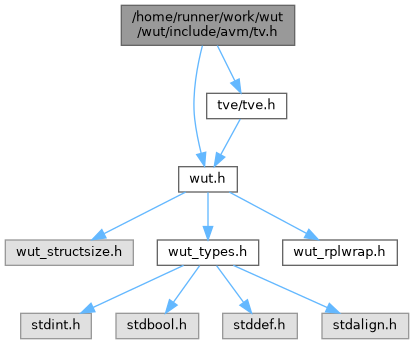 /home/runner/work/wut
/wut/include/avm/tv.h
tve/tve.h
wut.h
wut_structsize.h
wut_types.h
wut_rplwrap.h
stdint.h
stdbool.h
stddef.h
stdalign.h